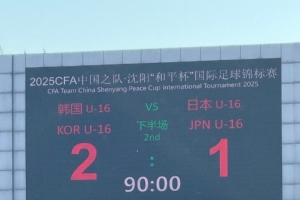 2025CFA中国之队·沈阳"和平杯"国际足球锦标赛
CFA Team China Shenyang Peace Cup International Tournament 2025
韩国 U-16 VS 日本 U-16
KOR U-16 下半场 JPN U-16
2nd
2 : 1
90:00